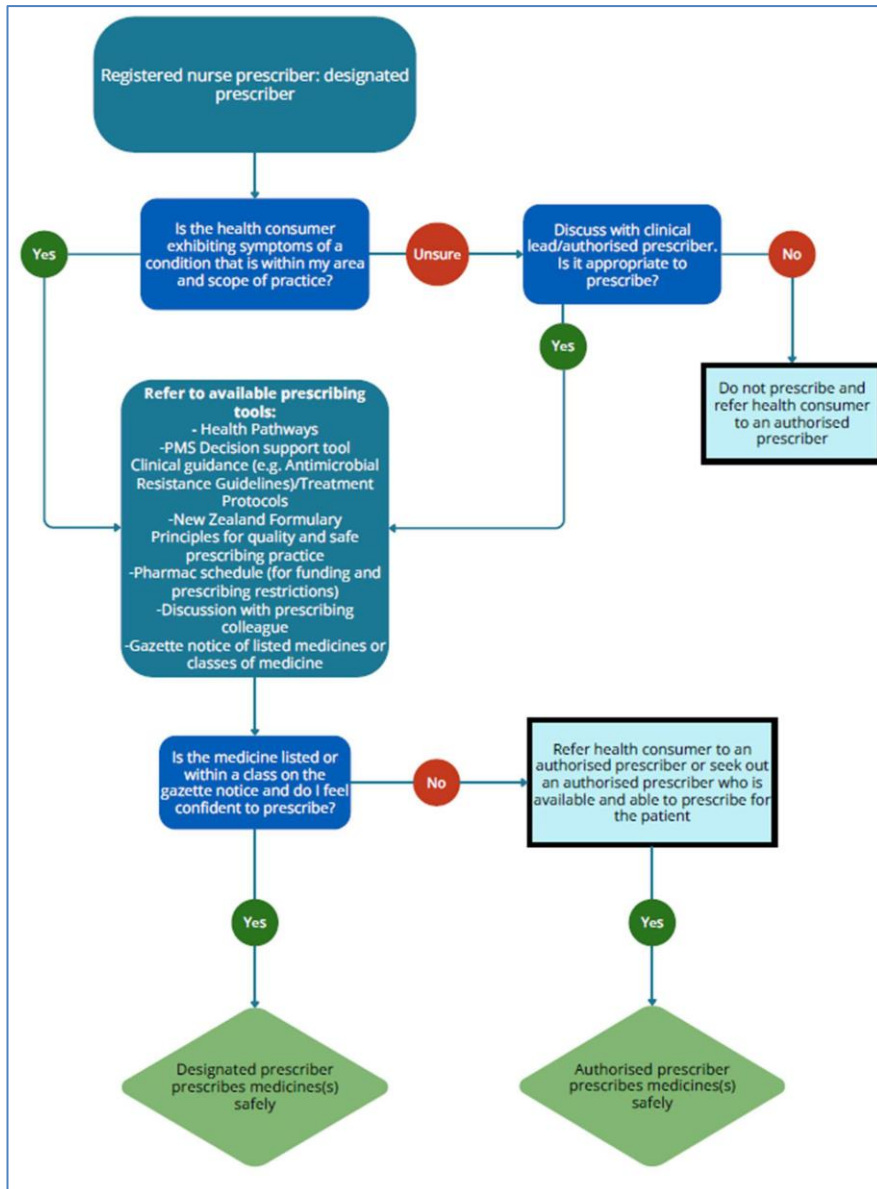 Registered nurse prescriber: designated
prescriber
Is the health consumer
exhibiting symptoms of a
condition that is within my area
and scope of practice?
Yes
Unsure
Discuss with clinical
lead/authorised prescriber.
Is it appropriate to
prescribe?
No
Yes
Do not prescribe and
refer health consumer
to an authorised
prescriber
Refer to available prescribing
tools:
- Health Pathways
-PMS Decision support tool
Clinical guidance (e.g. Antimicrobial
Resistance Guidelines)/Treatment
Protocols
-New Zealand Formulary
Principles for quality and safe
prescribing practice
-Pharmac schedule (for funding and
prescribing restrictions)
-Discussion with prescribing
colleague
-Gazette notice of listed medicines or
classes of medicine
Is the medicine listed or
within a class on the
gazette notice and do I feel
confident to prescribe?
No
Refer health consumer to an
authorised prescriber or seek out
an authorised prescriber who is
available and able to prescribe for
the patient
Yes
Yes
Designated prescriber
prescribes medicines(s)
safely
Authorised prescriber
prescribes medicines(s)
safely